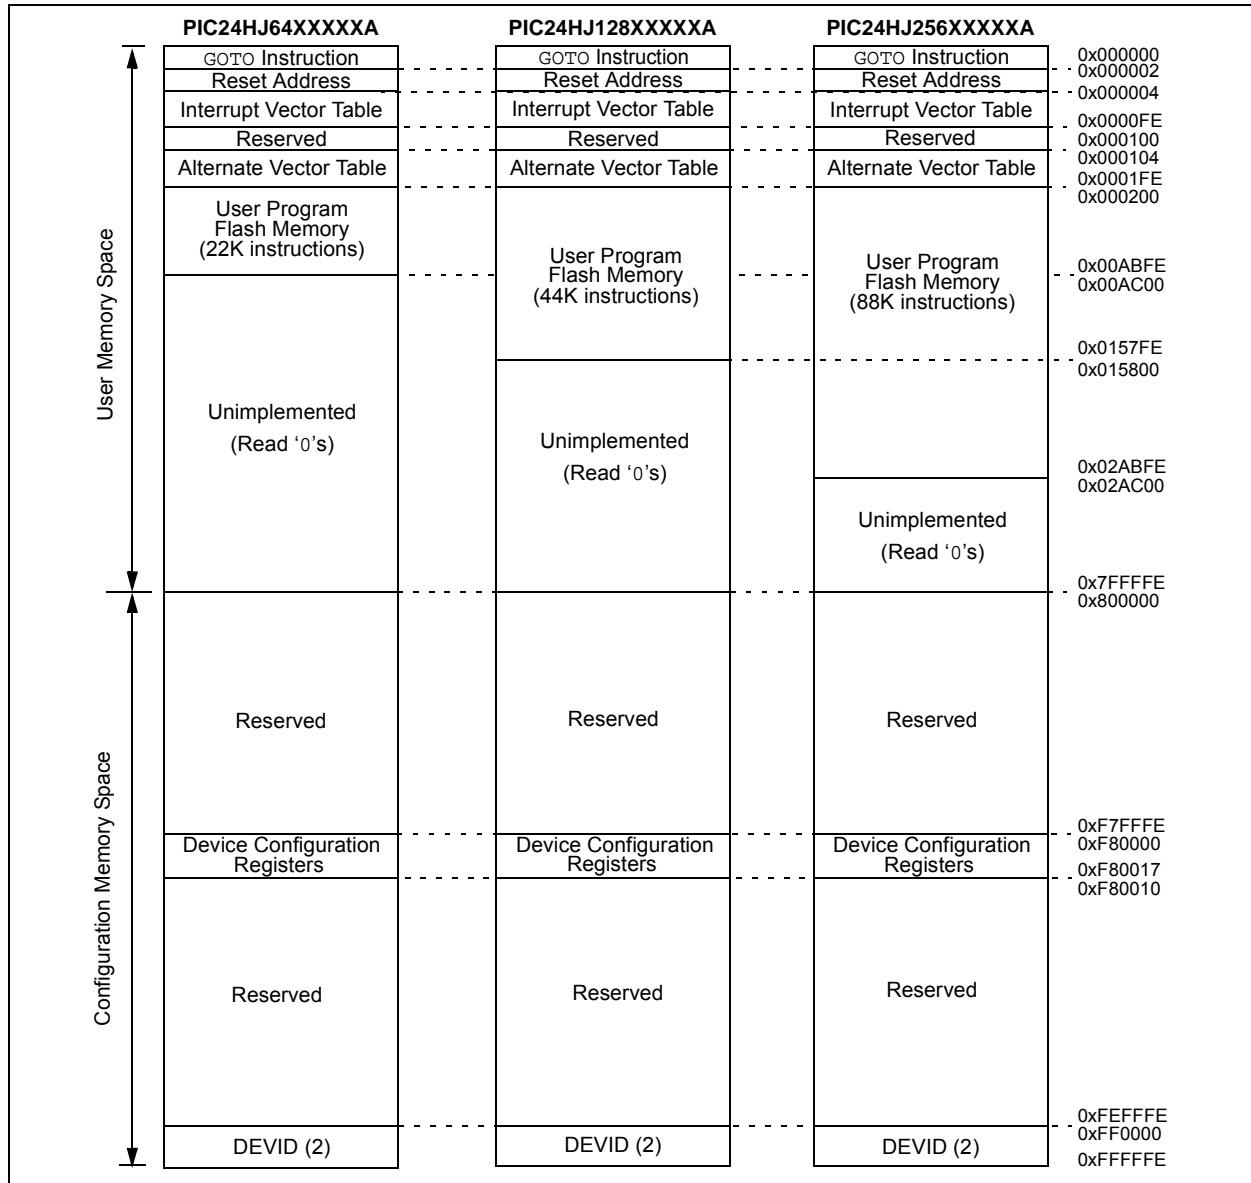 PIC24HJ64XXXXXA
PIC24HJ128XXXXXA
PIC24HJ256XXXXXA
GOTO Instruction
Reset Address
Interrupt Vector Table
Reserved
Alternate Vector Table
User Program
Flash Memory
(22K instructions)
Unimplemented
(Read ‘0’s)
Reserved
Device Configuration
Registers
Reserved
DEVID (2)
GOTO Instruction
Reset Address
Interrupt Vector Table
Reserved
Alternate Vector Table
User Program
Flash Memory
(44K instructions)
Unimplemented
(Read ‘0’s)
Reserved
Device Configuration
Registers
Reserved
DEVID (2)
GOTO Instruction
Reset Address
Interrupt Vector Table
Reserved
Alternate Vector Table
User Program
Flash Memory
(88K instructions)
Unimplemented
(Read ‘0’s)
Reserved
Device Configuration
Registers
Reserved
DEVID (2)
0x000000
0x000002
0x000004
0x0000FE
0x000100
0x000104
0x0001FE
0x000200
0x00ABFE
0x00AC00
0x0157FE
0x015800
0x02ABFE
0x02AC00
0x7FFFFE
0x800000
0xF7FFFE
0xF80000
0xF80017
0xF80010
0xFEFFFE
0xFF0000
0xFFFFFE
User Memory Space
Configuration Memory Space